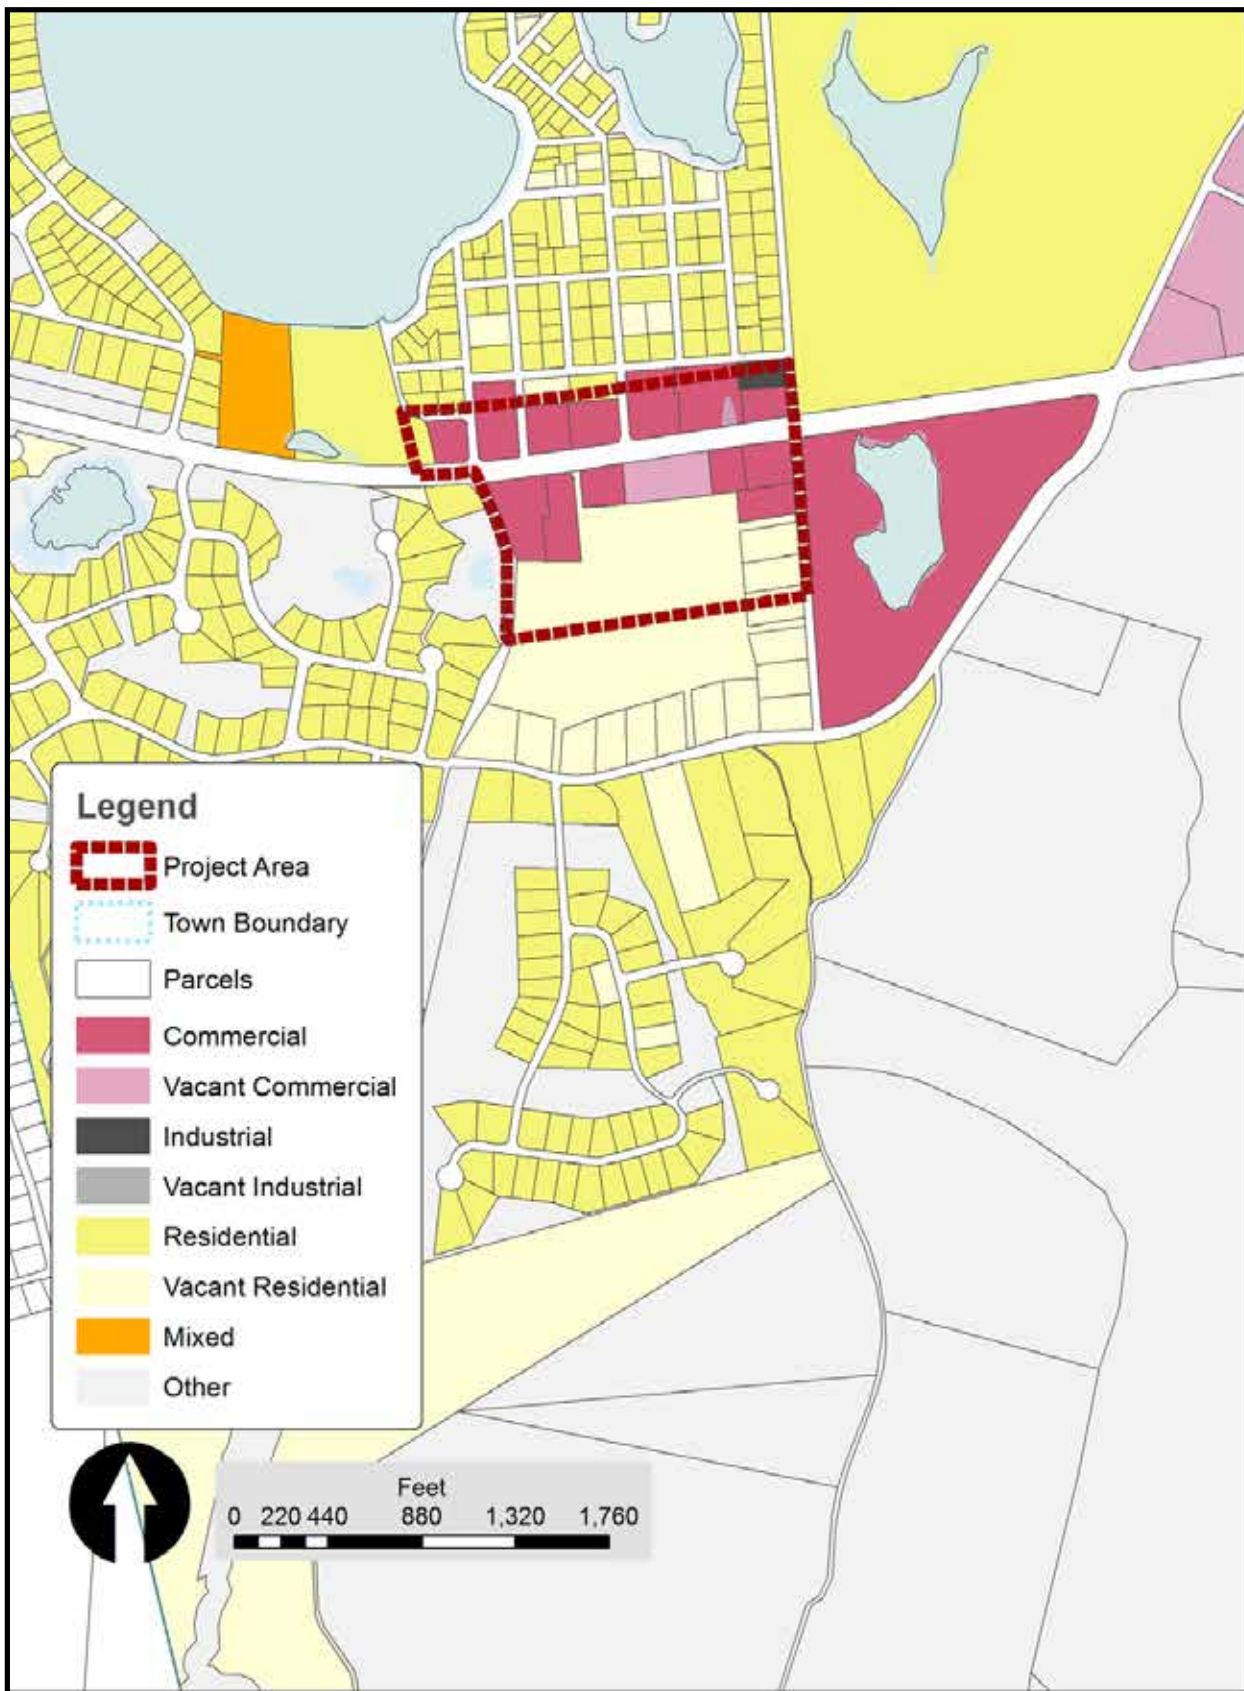 Legend
Project Area
Town Boundary
Parcels
Commercial
Vacant Commercial
Industrial
Vacant Industrial
Residential
Vacant Residential
Mixed
Other
Feet
0 220 440 880 1,320 1,760